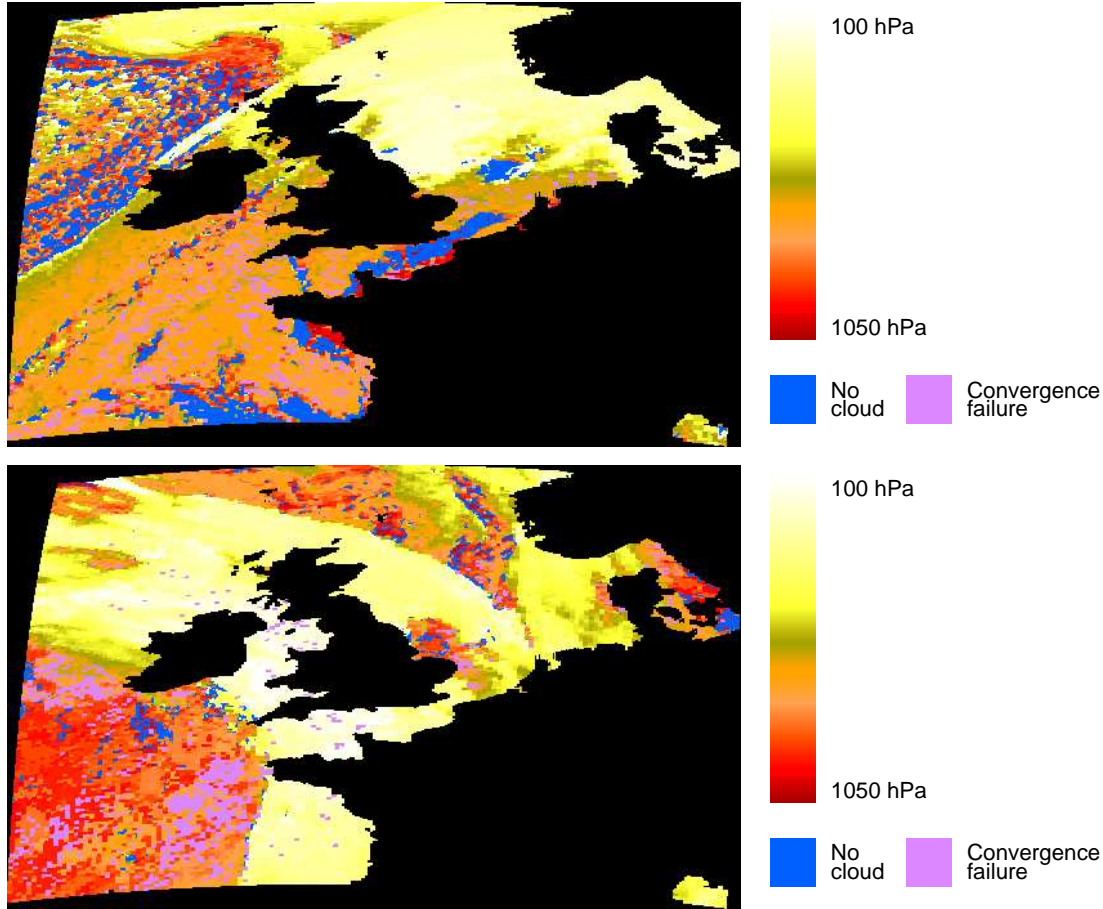 100 hPa
1050 hPa
No
cloud
Convergence
failure
100 hPa
1050 hPa
No
cloud
Convergence
failure